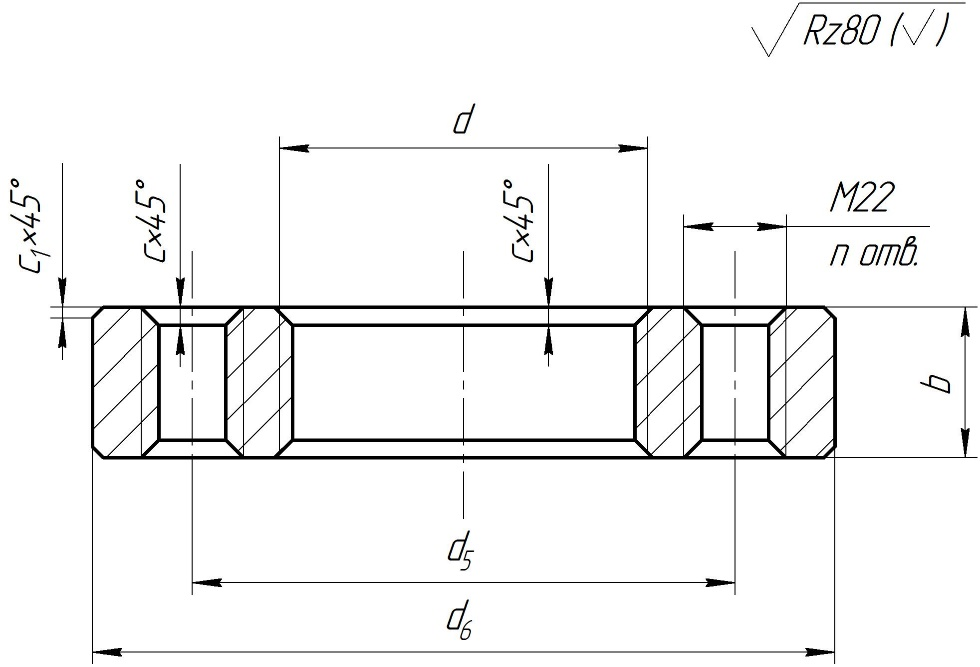 √Rz80 (√)
d
c₁×45°
c×45°
c×45°
M22
n отв.
b
d₅
d₆